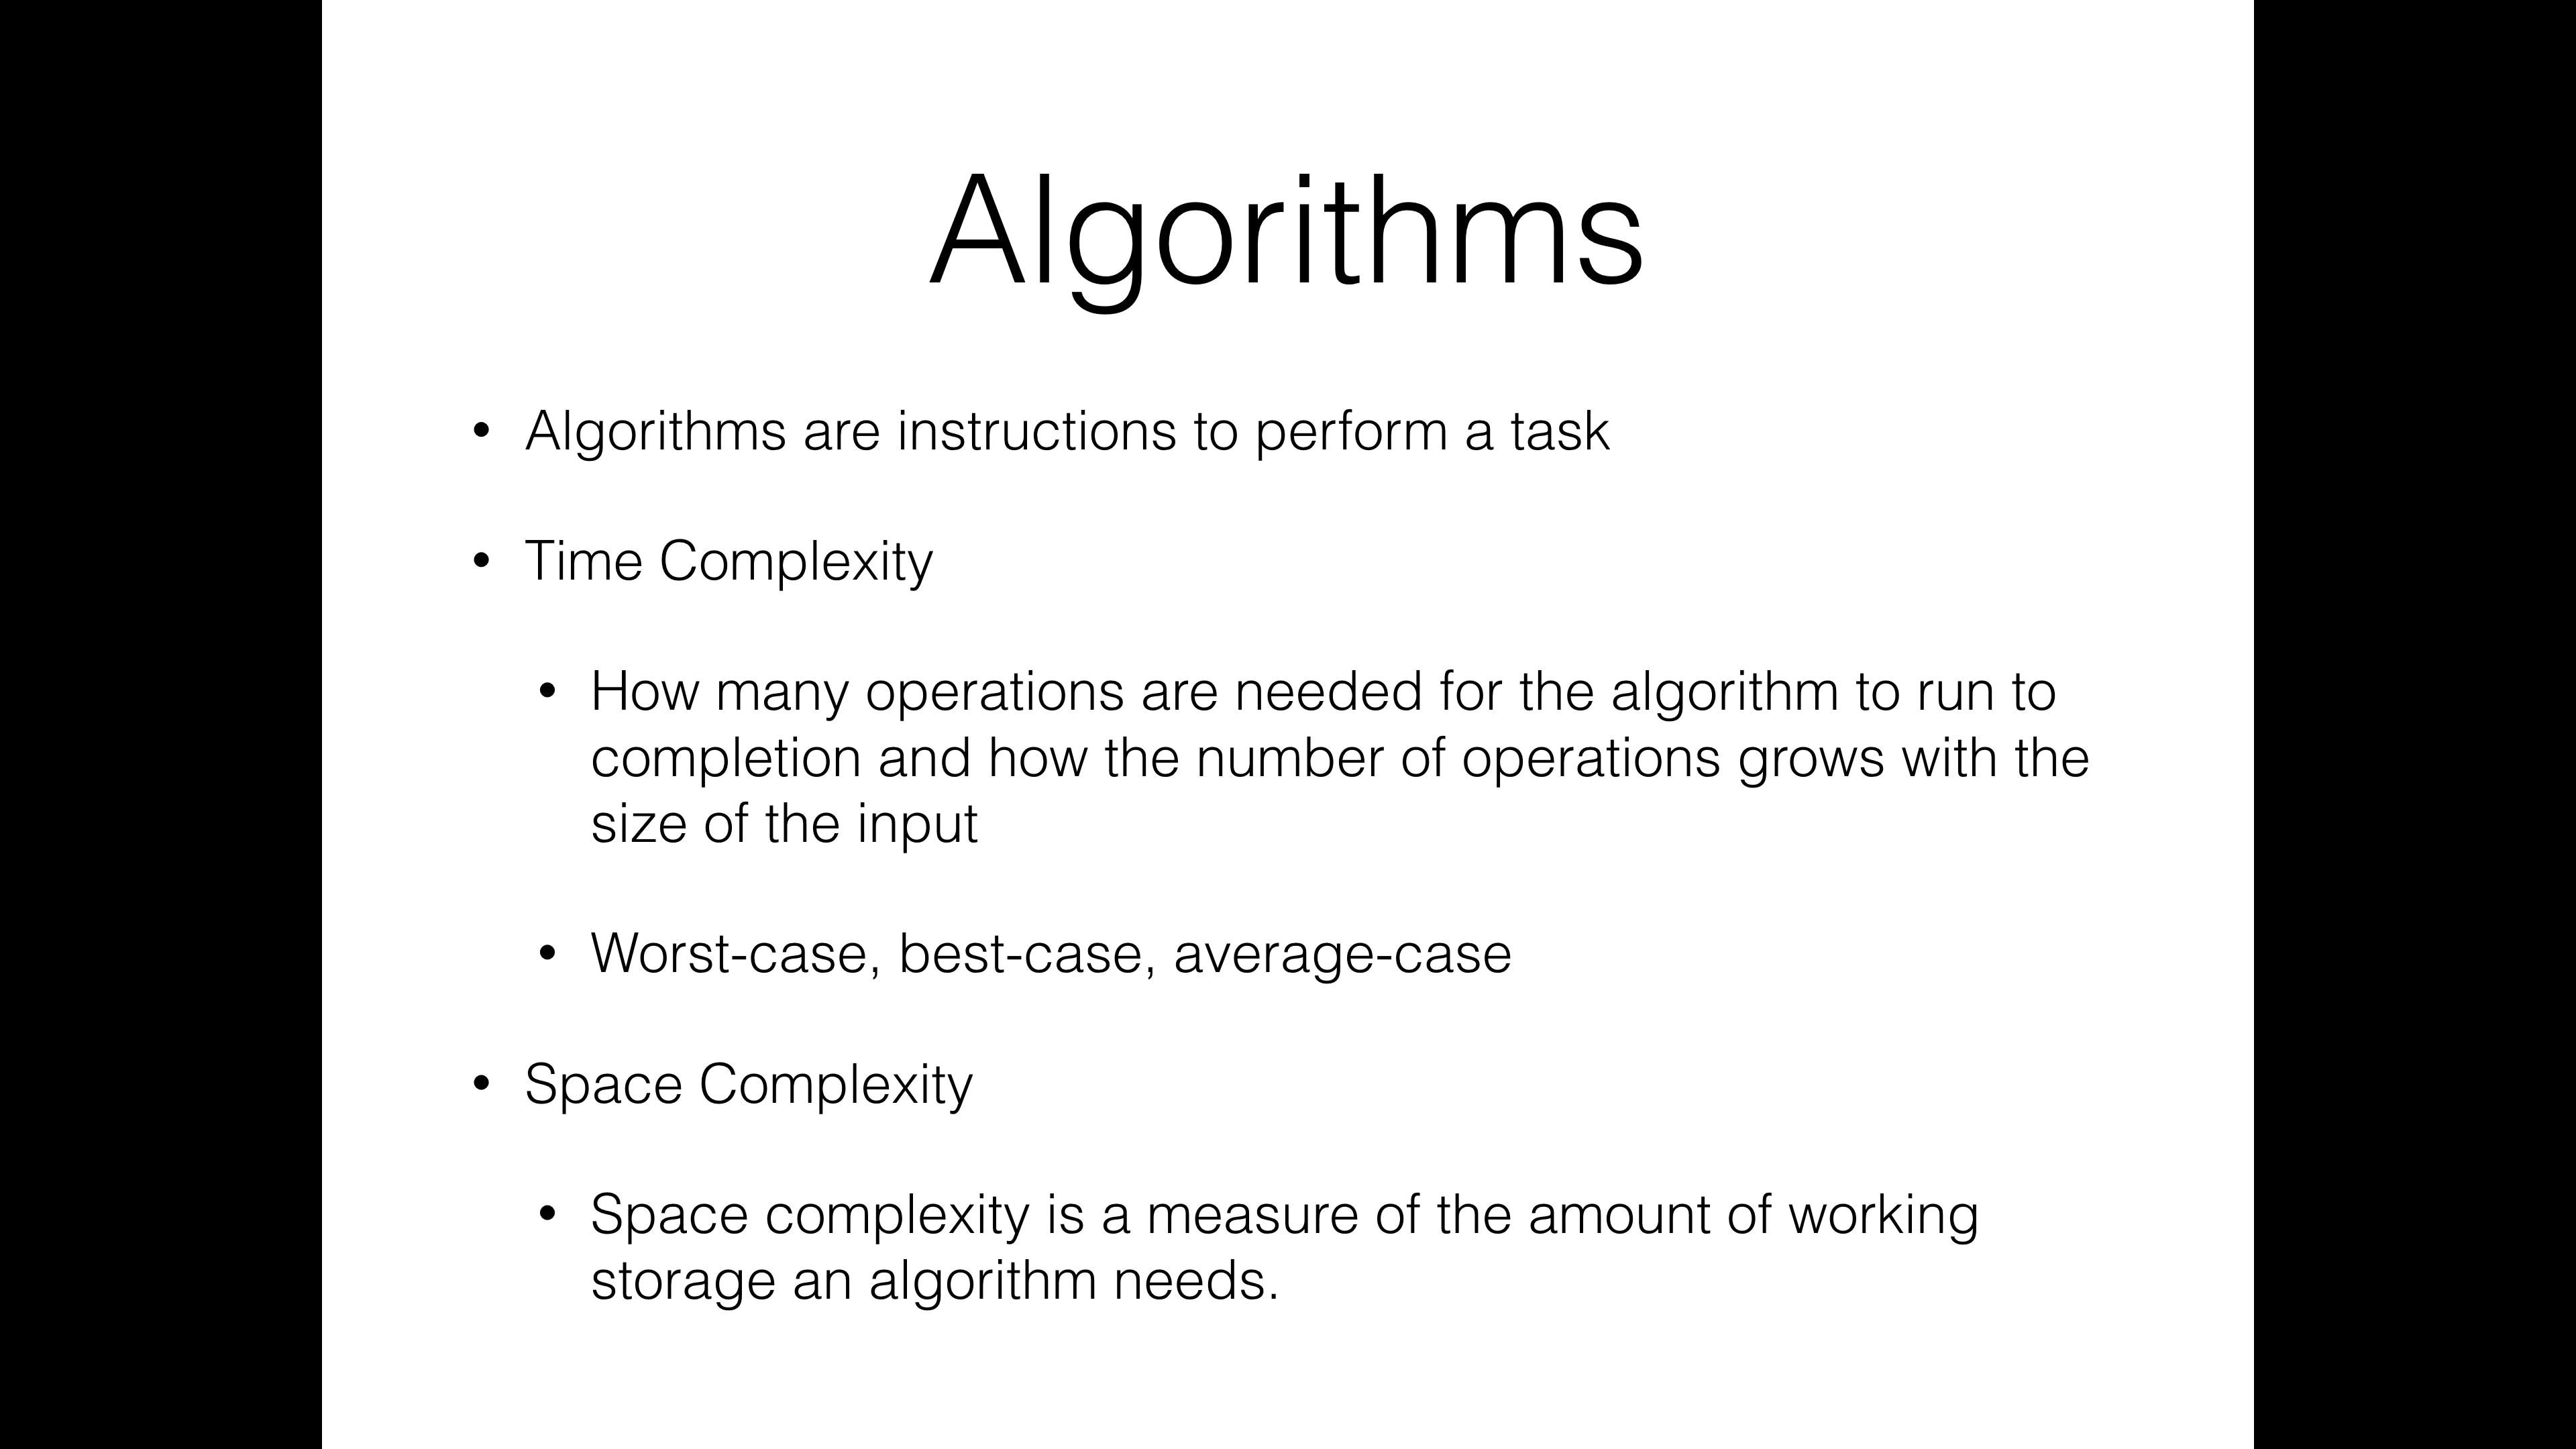 Algorithms
• Algorithms are instructions to perform a task
• Time Complexity
• How many operations are needed for the algorithm to run to
completion and how the number of operations grows with the
size of the input
• Worst-case, best-case, average-case
• Space Complexity
• Space complexity is a measure of the amount of working
storage an algorithm needs.